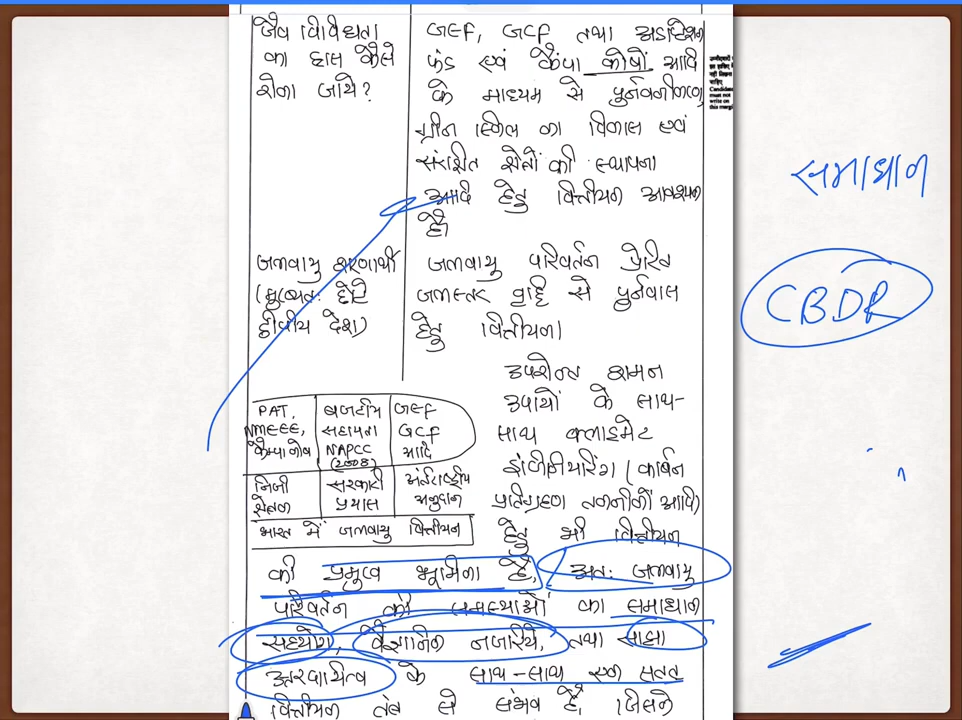 जैव विविधता
का ह्रास कैसे
रोका जाये?
GEF, GCF तथा अडाप्टेशन
फंड एवं कैंपा कोषों आदि
के माध्यम से पुर्नवनीकरण
ग्रीन स्किल का विकास एवं
संरक्षित क्षेत्रों की स्थापना
आदि हेतु वित्तीयन आवश्यक
है।
जलवायु शरणार्थी
(मुख्यतः छोटे
द्वीपीय देश)
जलवायु परिवर्तन प्रेरित
जलस्तर वृद्दि से पुर्नवास
हेतु वित्तीयन।
समाधान
CBDR
उपरोक्त शमन
उपायों के साथ-
साथ क्लाइमेट
इंजीनियरिंग (कार्बन
प्रतिग्रहण तकनीकों आदि)
हेतु भी वित्तीयन
PAT, NMEEE, कैम्पा कोष
बजटीय सहायता NAPCC (2008)
GEF GCF आदि
निजी सेक्टर
सरकारी प्रयास
अंर्तराष्ट्रीय अनुदान
भारत में जलवायु वित्तीयन
की प्रमुख भूमिका है, अतः जलवायु
परिवर्तन की समस्याओं का समाधान
सहयोग, वैज्ञानिक नजरिये, तथा साझा
उत्तरदायित्व के साथ-साथ एक सतत
वित्तीयन तंत्र से संभव है, जिसने